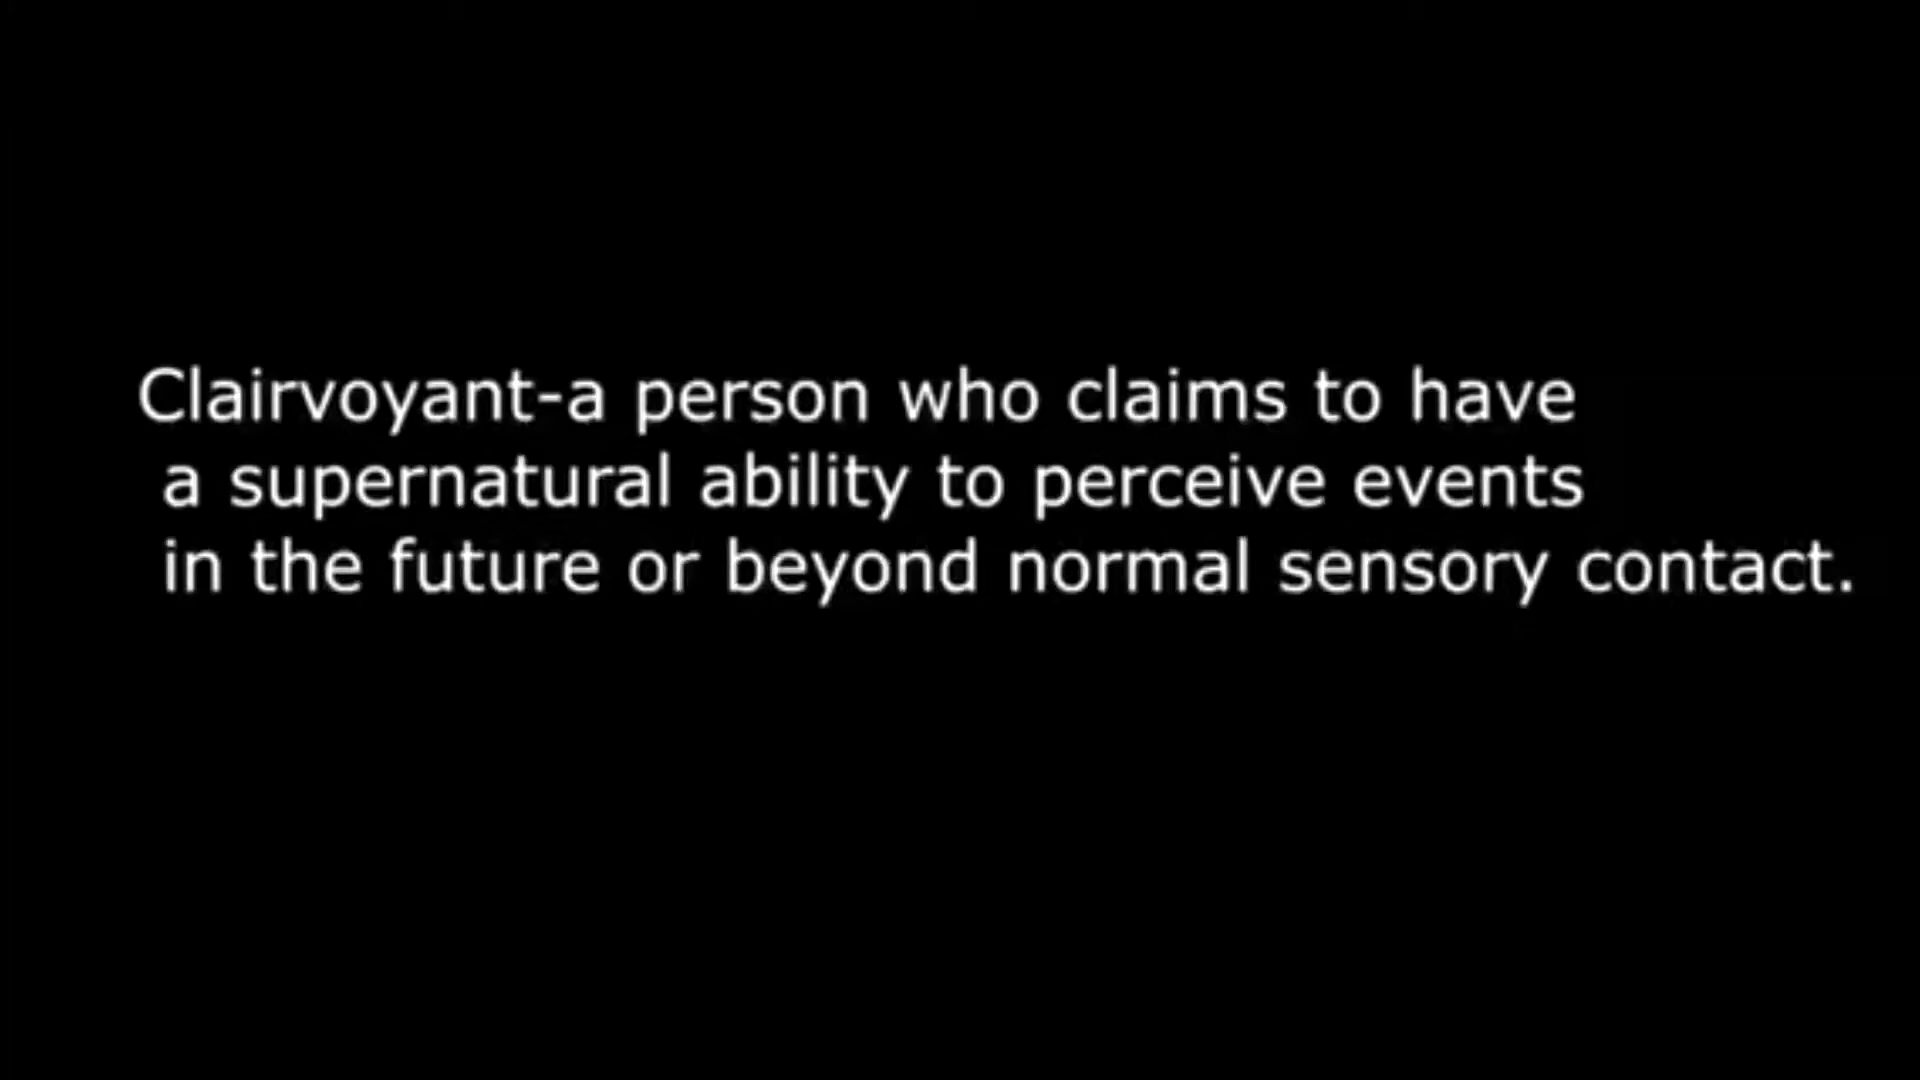 Clairvoyant-a person who claims to have
a supernatural ability to perceive events
in the future or beyond normal sensory contact.